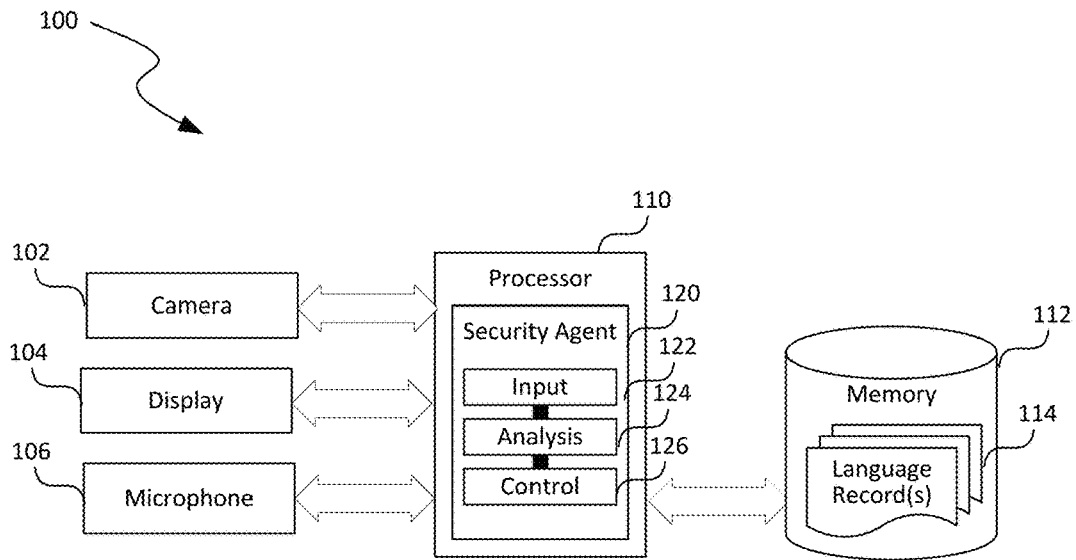 100
110
102
Processor
Camera
120
Security Agent
112
104
122
Input
Memory
Display
124
114
Analysis
106
126
Language
Record(s)
Microphone
Control